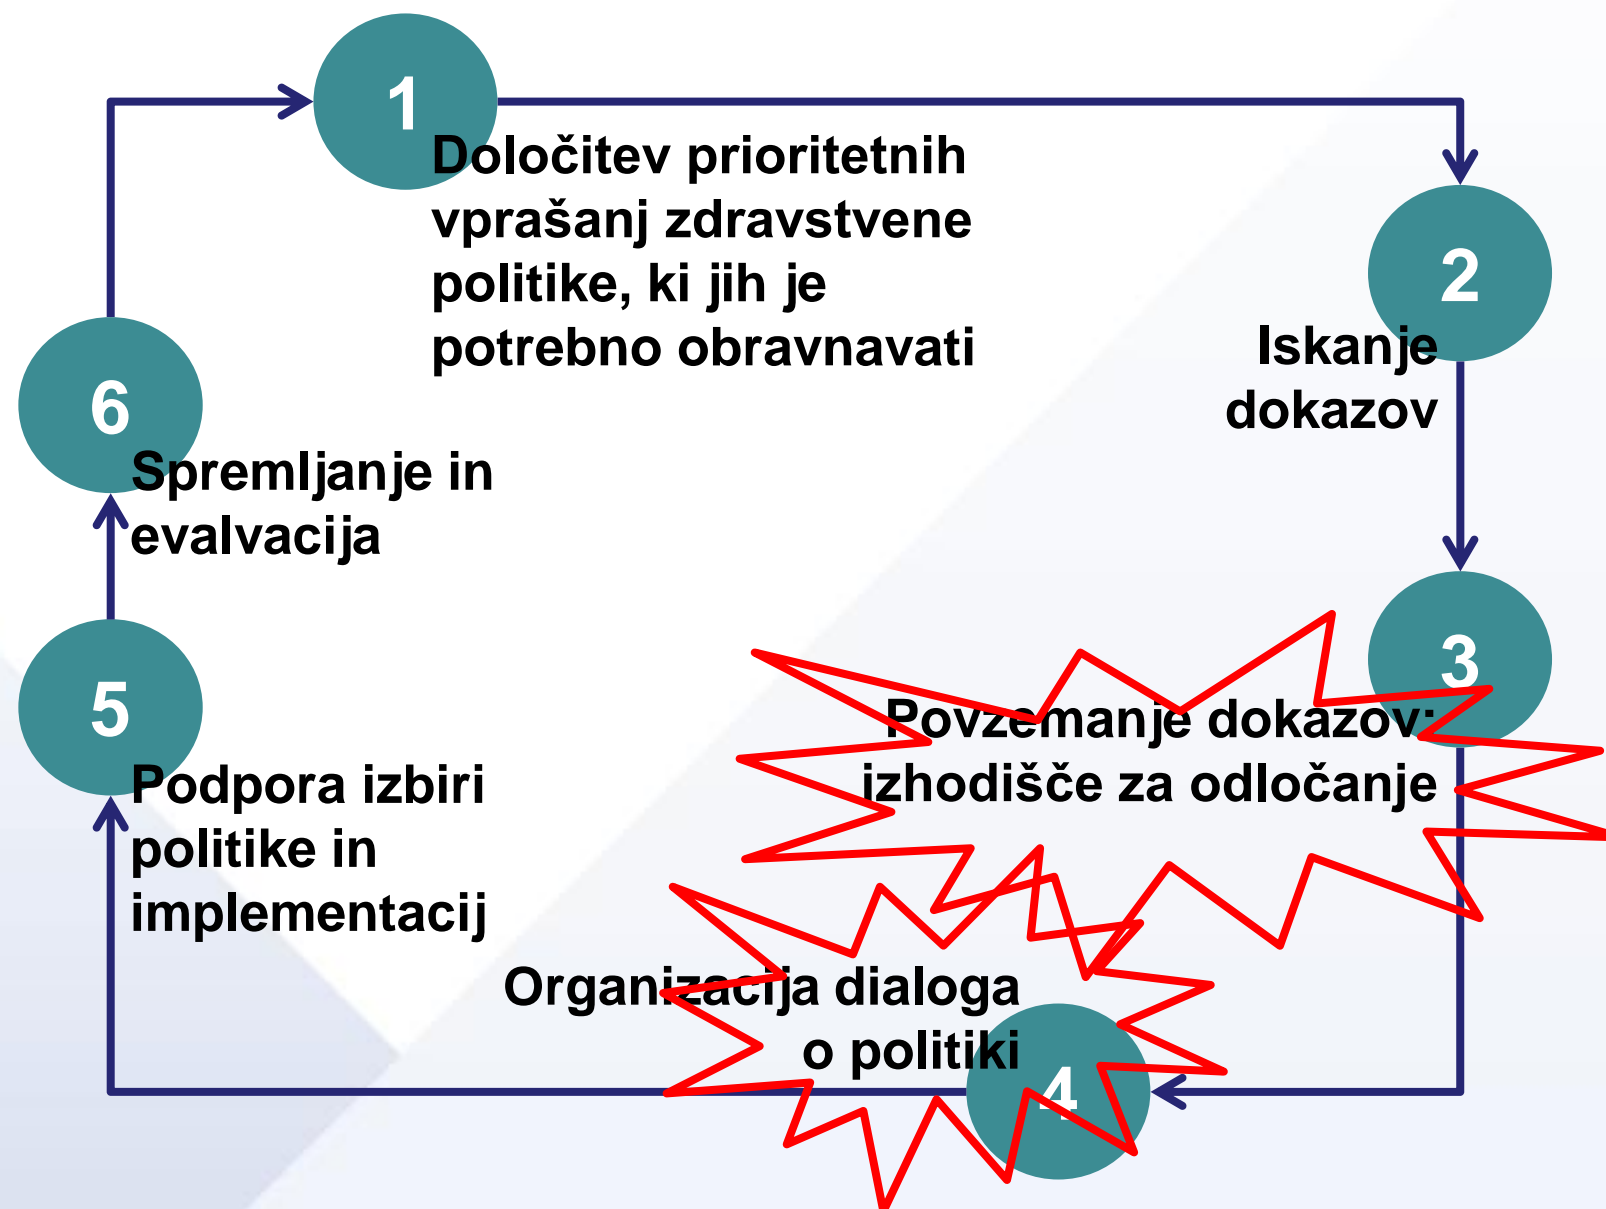 1
Določitev prioritetnih
vprašanj zdravstvene
politike, ki jih je
potrebno obravnavati
2
Iskanje
dokazov
3
Povzemanje dokazov:
izhodišče za odločanje
4
Organizacija dialoga
o politiki
5
Podpora izbiri
politike in
implementacij
6
Spremljanje in
evalvacija